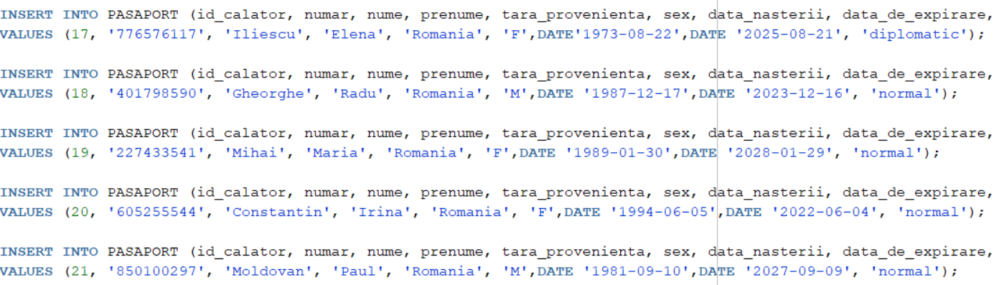 INSERT INTO PASAPORT (id_calator, numar, nume, prenume, tara_provenienta, sex, data_nasterii, data_de_expirare,
VALUES (17, '776576117', 'Iliescu', 'Elena', 'Romania', 'F',DATE'1973-08-22',DATE '2025-08-21', 'diplomatic');
INSERT INTO PASAPORT (id_calator, numar, nume, prenume, tara_provenienta, sex, data_nasterii, data_de_expirare,
VALUES (18, '401798590', 'Gheorghe', 'Radu', 'Romania', 'M',DATE '1987-12-17',DATE '2023-12-16', 'normal');
INSERT INTO PASAPORT (id_calator, numar, nume, prenume, tara_provenienta, sex, data_nasterii, data_de_expirare,
VALUES (19, '227433541', 'Mihai', 'Maria', 'Romania', 'F',DATE '1989-01-30',DATE '2028-01-29', 'normal');
INSERT INTO PASAPORT (id_calator, numar, nume, prenume, tara_provenienta, sex, data_nasterii, data_de_expirare,
VALUES (20, '605255544', 'Constantin', 'Irina', 'Romania', 'F',DATE '1994-06-05',DATE '2022-06-04', 'normal');
INSERT INTO PASAPORT (id_calator, numar, nume, prenume, tara_provenienta, sex, data_nasterii, data_de_expirare,
VALUES (21, '850100297', 'Moldovan', 'Paul', 'Romania', 'M',DATE '1981-09-10',DATE '2027-09-09', 'normal');